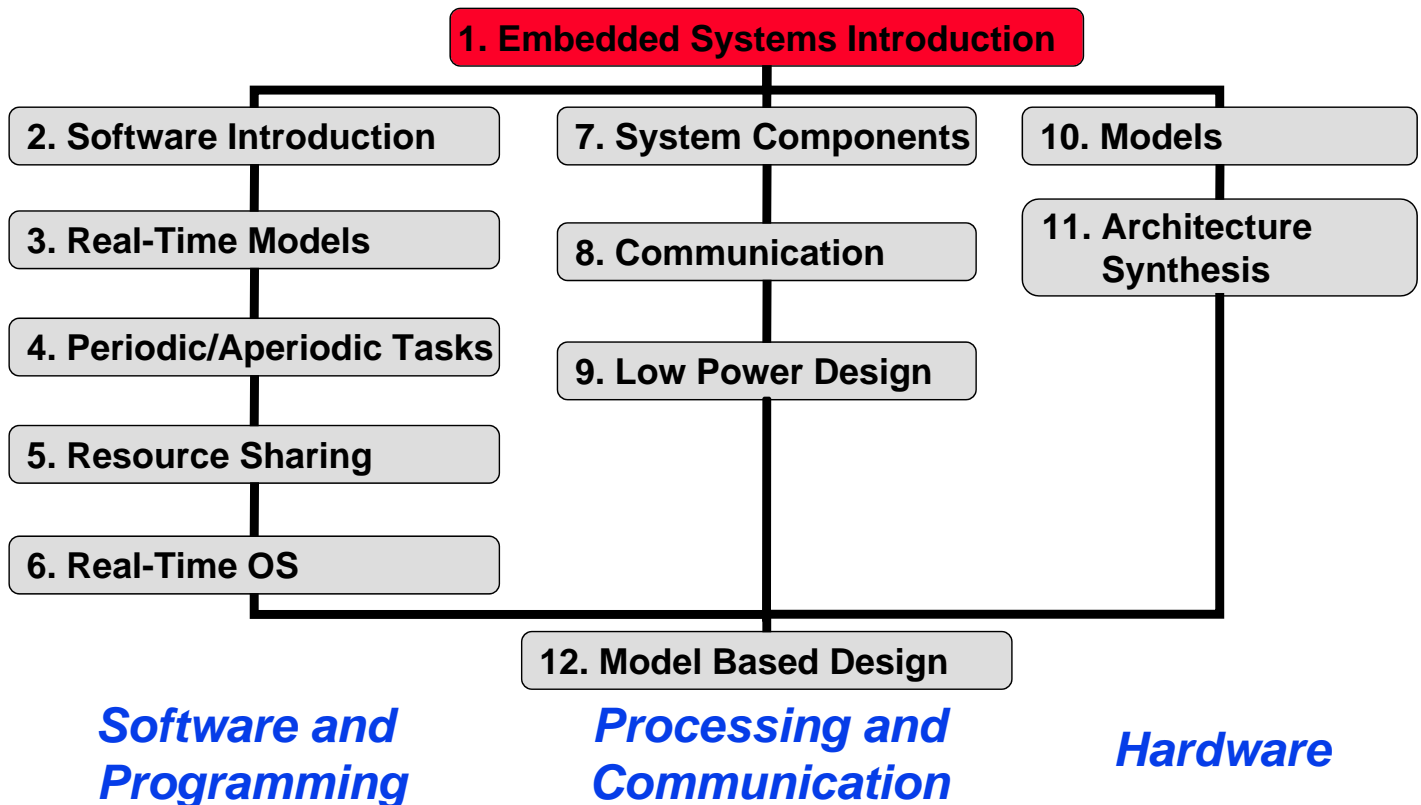 1. Embedded Systems Introduction
2. Software Introduction
3. Real-Time Models
4. Periodic/Aperiodic Tasks
5. Resource Sharing
6. Real-Time OS
7. System Components
8. Communication
9. Low Power Design
10. Models
11. Architecture
Synthesis
12. Model Based Design
Software and
Programming
Processing and
Communication
Hardware